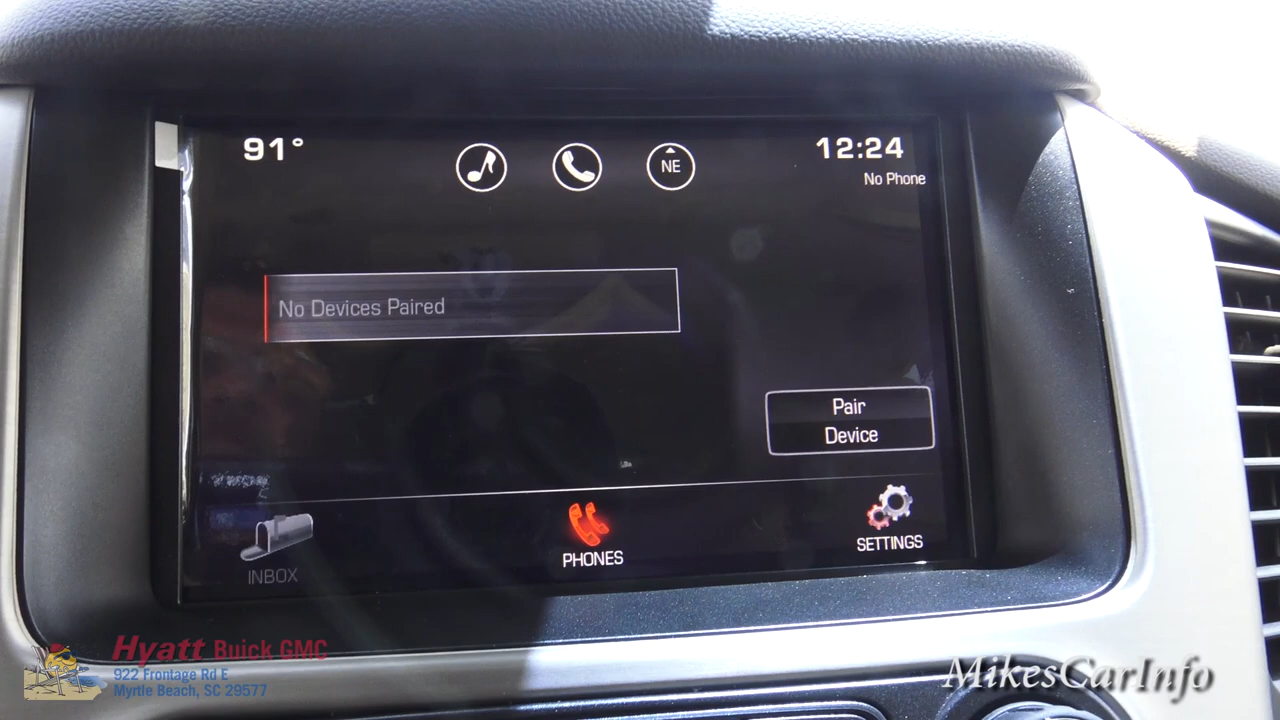 91°
NE
12:24
No Phone
No Devices Paired
Pair
Device
INBOX
PHONES
SETTINGS
Hyatt Buick GMC
922 Frontage Rd E
Myrtle Beach, SC 29577
MikesCarInfo